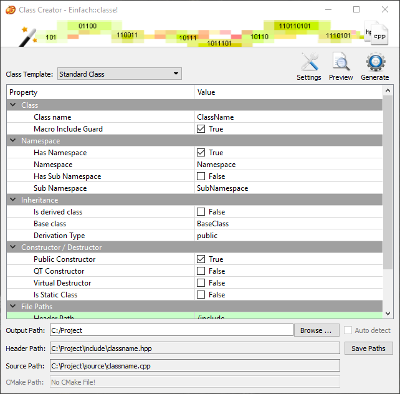 Class Creator - Einfach::classe!
01100
110110101
101
110011
10111
1011101
10110
CPP
Class Template: Standard Class
Settings Preview Generate
Property Value
Class
Class name ClassName
Macro Include Guard True
Namespace
Has Namespace True
Namespace Namespace
Has Sub Namespace False
Sub Namespace SubNamespace
Inheritance
Is derived class False
Base class BaseClass
Derivation Type public
Constructor / Destructor
Public Constructor True
QT Constructor False
Virtual Destructor False
Is Static Class False
File Paths
Header Path ./include
Output Path: C:/Project Browse ... Auto detect
Header Path: C:\Project\include\classname.hpp Save Paths
Source Path: C:\Project\source\classname.cpp
CMake Path: No CMake File!